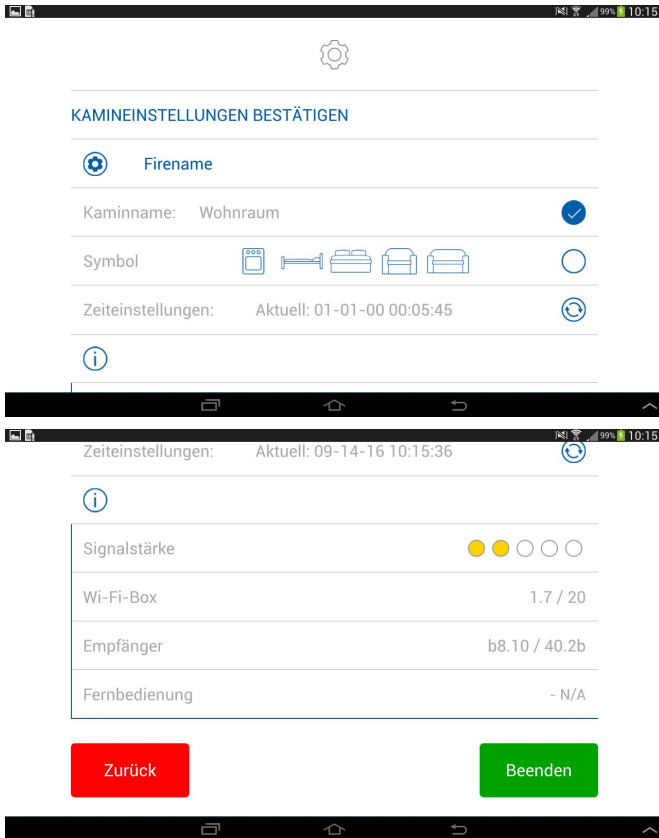 99% 10:15
KAMINEINSTELLUNGEN BESTÄTIGEN
Firename
Kaminname: Wohnraum
Symbol
Zeiteinstellungen: Aktuell: 01-01-00 00:05:45
i
99% 10:15
Zeiteinstellungen: Aktuell: 09-14-16 10:15:36
i
Signalstärke
Wi-Fi-Box 1.7 / 20
Empfänger b8.10 / 40.2b
Fernbedienung - N/A
Zurück Beenden